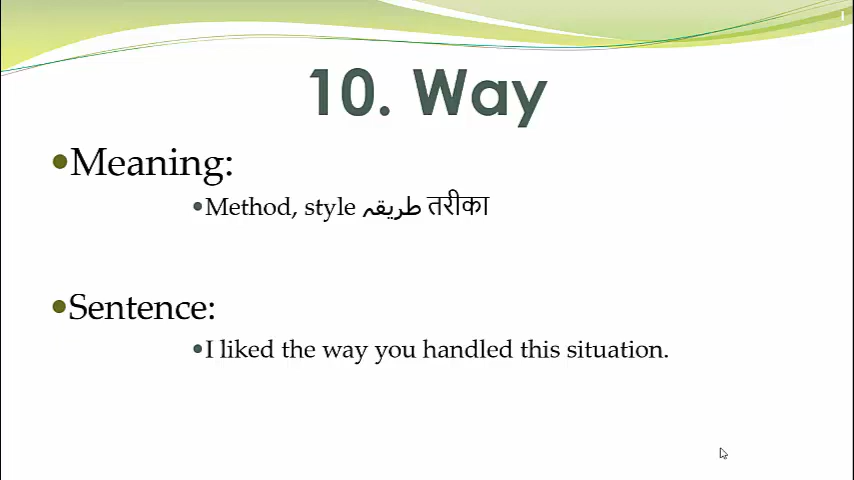 10. Way
•Meaning:
•Method, style طریقہ तरीका
•Sentence:
•I liked the way you handled this situation.